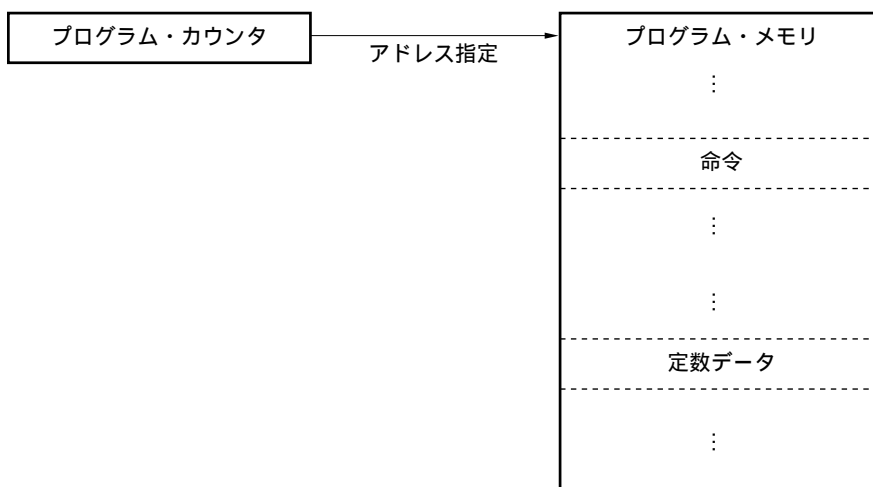 プログラム・カウンタ
アドレス指定
プログラム・メモリ
⋮
命令
⋮
⋮
定数データ
⋮